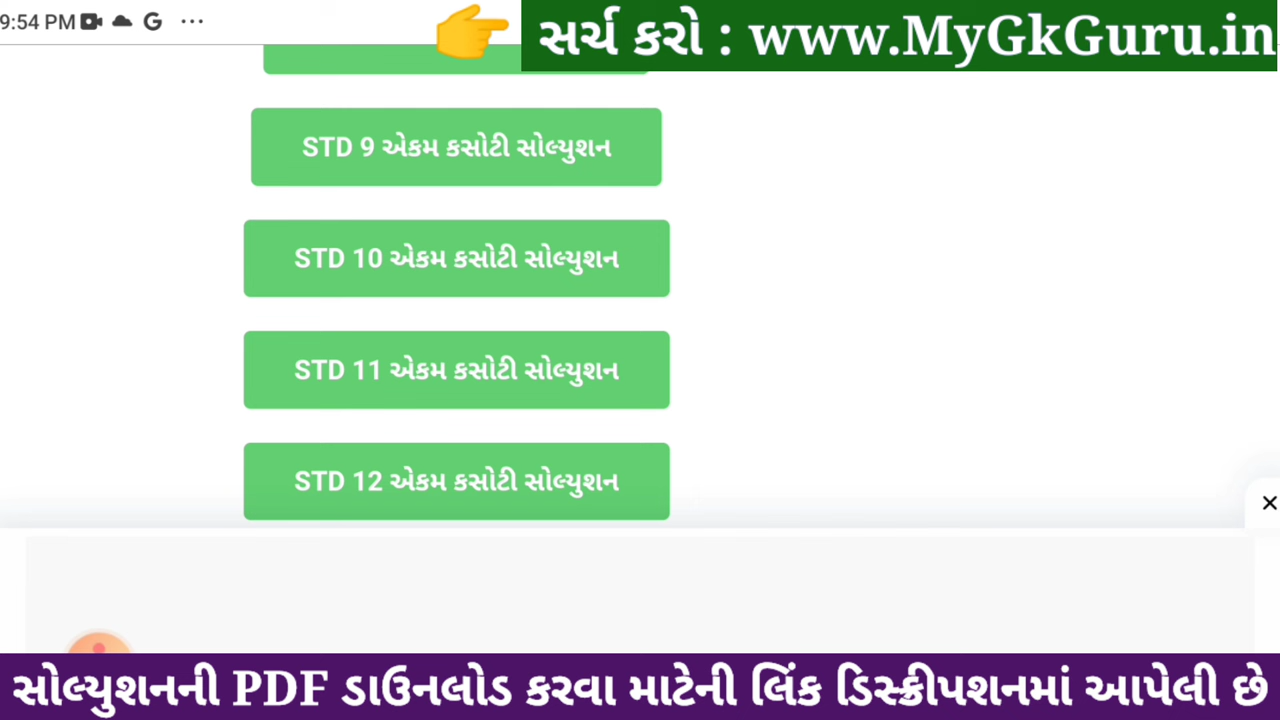 9:54 PM G ...
👉 સર્ચ કરો : www.MyGkGuru.in
STD 9 એકમ કસોટી સોલ્યુશન
STD 10 એકમ કસોટી સોલ્યુશન
STD 11 એકમ કસોટી સોલ્યુશન
STD 12 એકમ કસોટી સોલ્યુશન
સોલ્યુશનની PDF ડાઉનલોડ કરવા માટેની લિંક ડિસ્ક્રીપશનમાં આપેલી છે